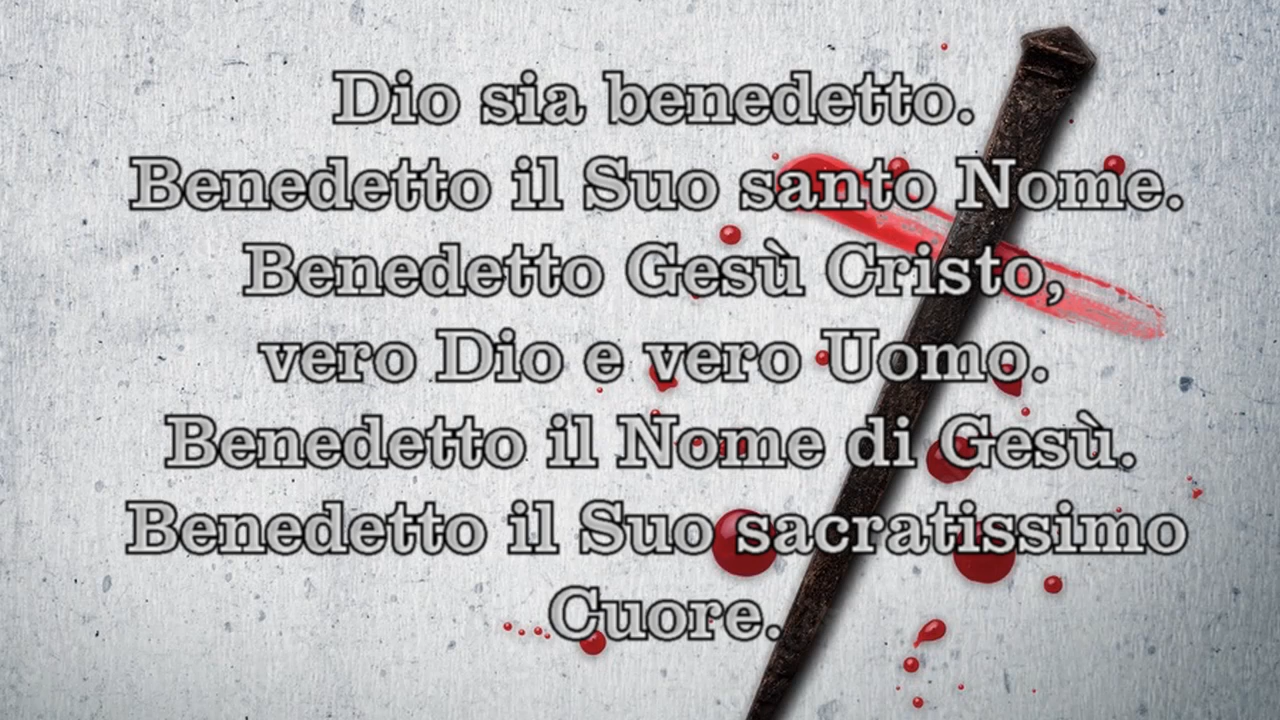 Dio sia benedetto.
Benedetto il Suo santo Nome.
Benedetto Gesù Cristo,
vero Dio e vero Uomo.
Benedetto il Nome di Gesù.
Benedetto il Suo sacratissimo
Cuore.